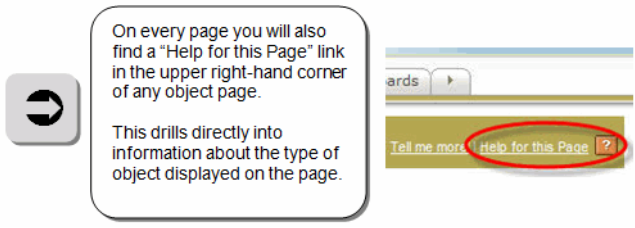 On every page you will also
find a “Help for this Page” link
in the upper right-hand corner
of any object page.
This drills directly into
information about the type of
object displayed on the page.
ards
Tell me more | Help for this Page ?